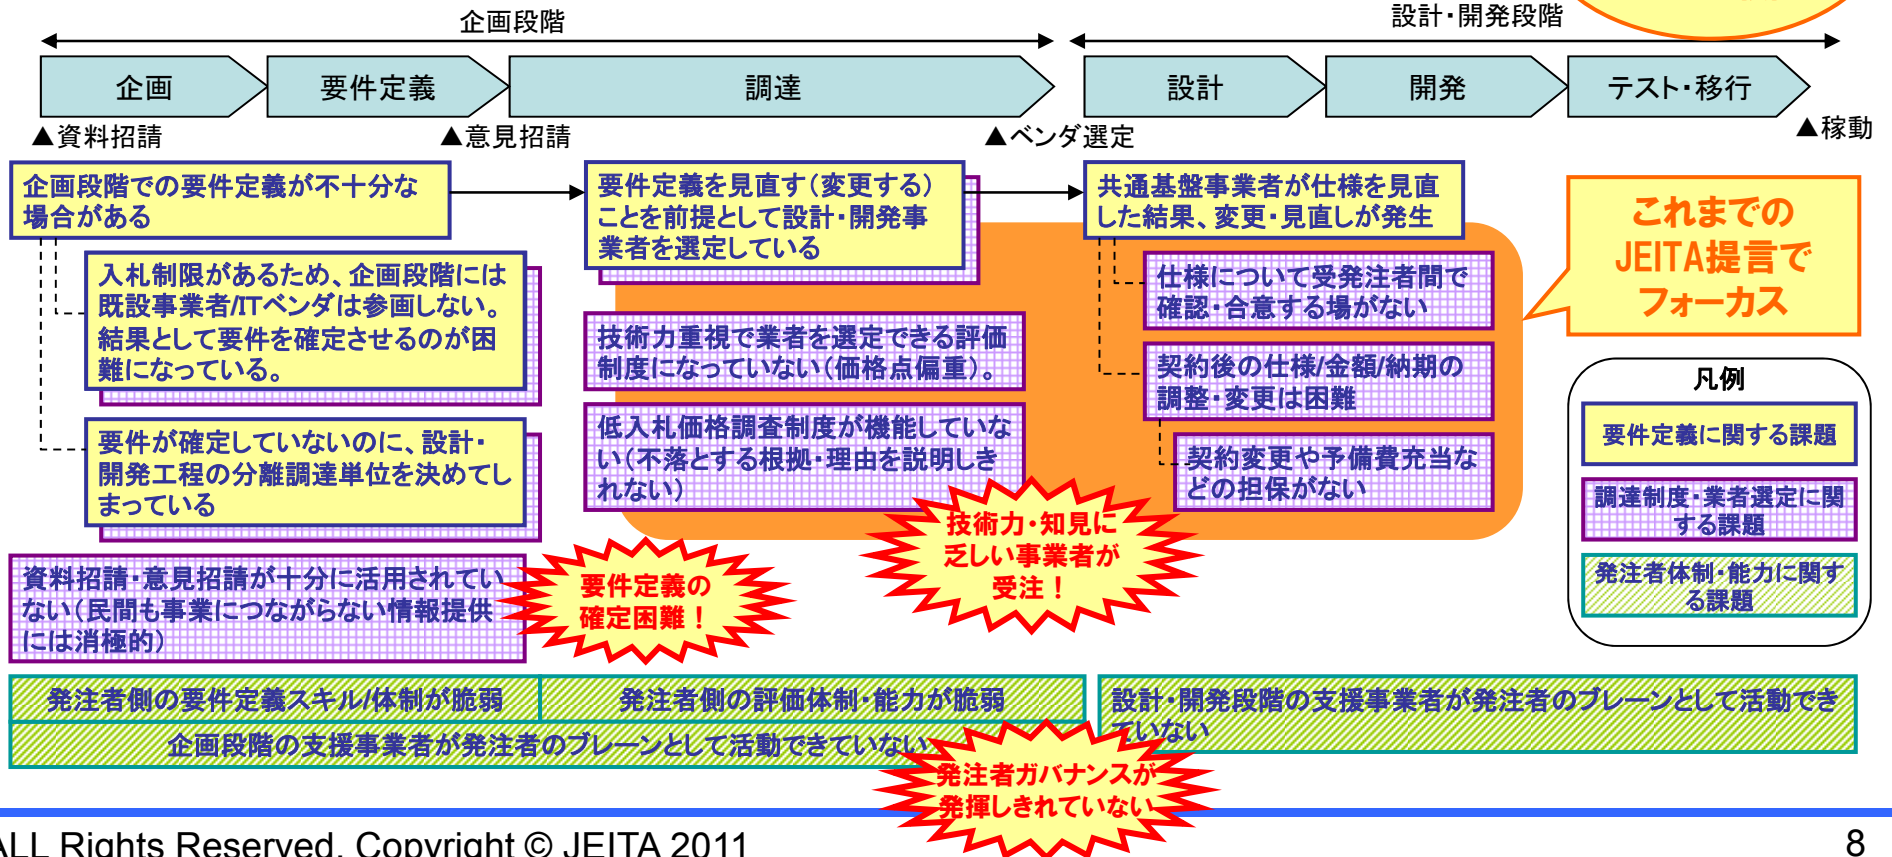 企画段階
設計・開発段階
企画
要件定義
調達
設計
開発
テスト・移行
▲資料招請
▲意見招請
▲ベンダ選定
▲稼動
企画段階での要件定義が不十分な
場合がある
入札制限があるため、企画段階には
既設事業者/ITベンダは参画しない。
結果として要件を確定させるのが困
難になっている。
要件が確定していないのに、設計・
開発工程の分離調達単位を決めてし
まっている
資料招請・意見招請が十分に活用されてい
ない（民間も事業につながらない情報提供
には消極的）
要件定義の
確定困難！
要件定義を見直す（変更する）
ことを前提として設計・開発事
業者を選定している
技術力重視で業者を選定できる評価
制度になっていない（価格点偏重）。
低入札価格調査制度が機能していな
い（不落とする根拠・理由を説明しき
れない）
技術力・知見に
乏しい事業者が
受注！
共通基盤事業者が仕様を見直
した結果、変更・見直しが発生
仕様について受発注者間で
確認・合意する場がない
契約後の仕様/金額/納期の
調整・変更は困難
契約変更や予備費充当な
どの担保がない
これまでの
JEITA提言で
フォーカス
凡例
要件定義に関する課題
調達制度・業者選定に関
する課題
発注者体制・能力に関す
る課題
発注者側の要件定義スキル/体制が脆弱
発注者側の評価体制・能力が脆弱
設計・開発段階の支援事業者が発注者のブレーンとして活動でき
ていない
企画段階の支援事業者が発注者のブレーンとして活動できていない
発注者ガバナンスが
発揮しきれていない
ALL Rights Reserved. Copyright © JEITA 2011
8